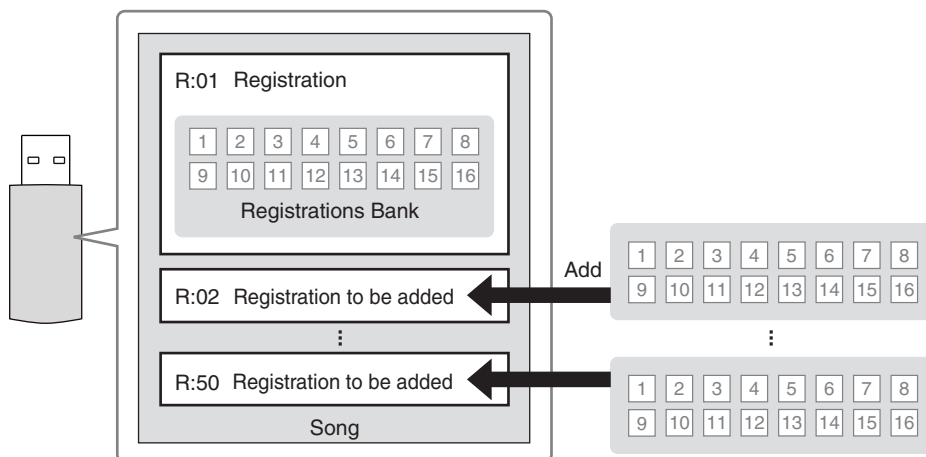 R:01 Registration
1 2 3 4 5 6 7 8
9 10 11 12 13 14 15 16
Registrations Bank
R:02 Registration to be added
Add
1 2 3 4 5 6 7 8
9 10 11 12 13 14 15 16
R:50 Registration to be added
1 2 3 4 5 6 7 8
9 10 11 12 13 14 15 16
Song